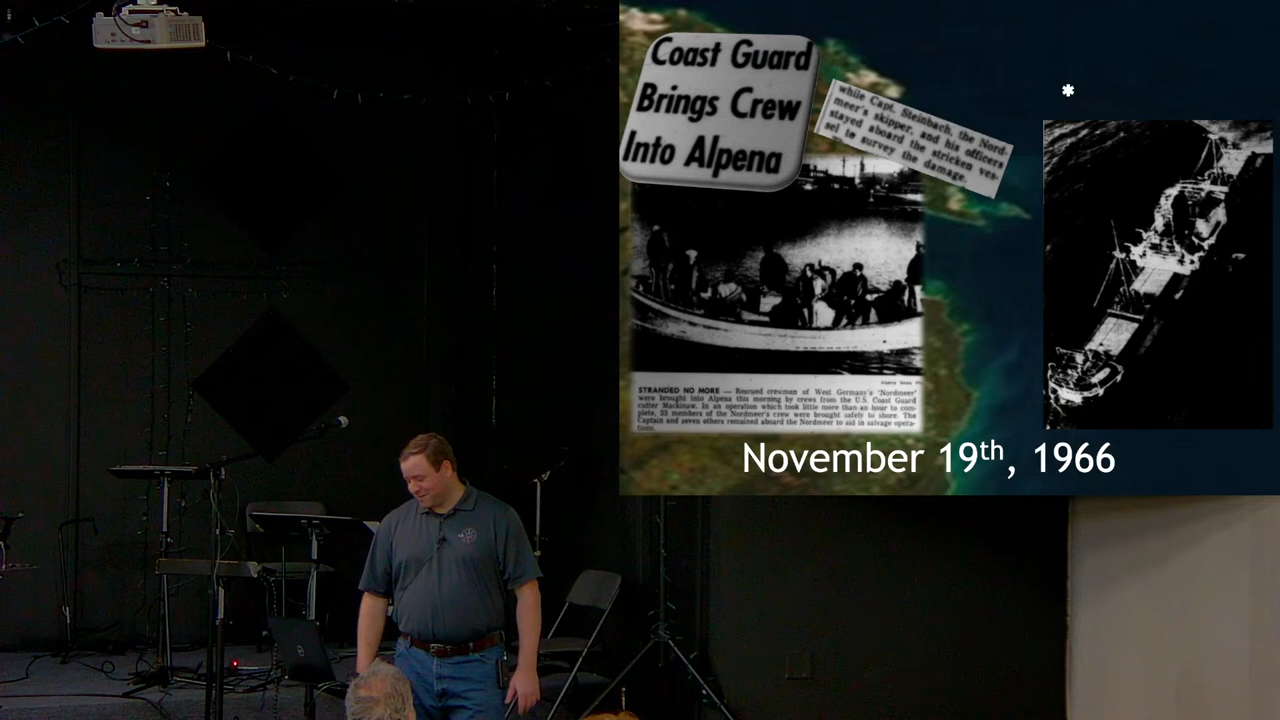 Coast Guard
Brings Crew
Into Alpena
while Capt. Steinbach, the Nord-
meer's skipper, and his officers
stayed aboard the stricken ves-
sel to survey the damage.
*
STRANDED NO MORE — Rescued crewmen of West Germany's 'Nordmeer'
were brought into Alpena this morning by crews from the U.S. Coast Guard
cutter Mackinaw. In an operation which took little more than an hour to com-
plete, 35 members of the Nordmeer's crew were brought safely to shore. The
Captain and seven others remained aboard the Nordmeer to aid in salvage opera-
tions.
November 19th, 1966